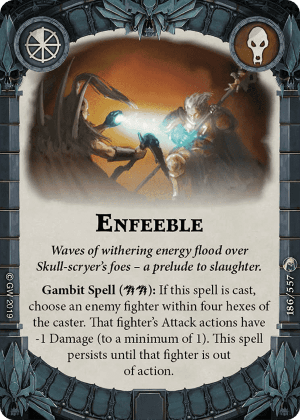 ENFEEBLE
Waves of withering energy flood over
Skull-scryer's foes – a prelude to slaughter.
Gambit Spell ( ): If this spell is cast,
choose an enemy fighter within four hexes of
the caster. That fighter's Attack actions have
-1 Damage (to a minimum of 1). This spell
persists until that fighter is out
of action.
© GW 2019
186/557